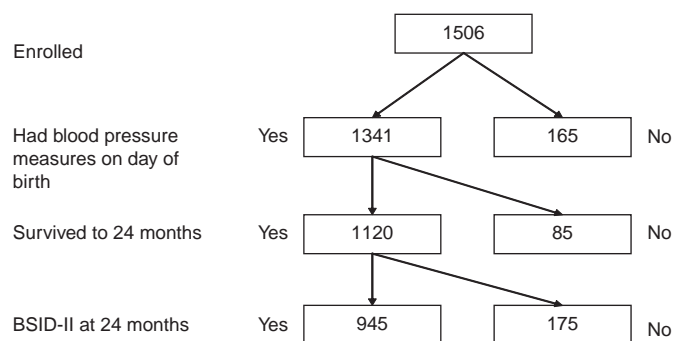 1506
Enrolled
Had blood pressure
measures on day of
birth
Yes 1341 165 No
Survived to 24 months Yes 1120 85 No
BSID-II at 24 months Yes 945 175 No